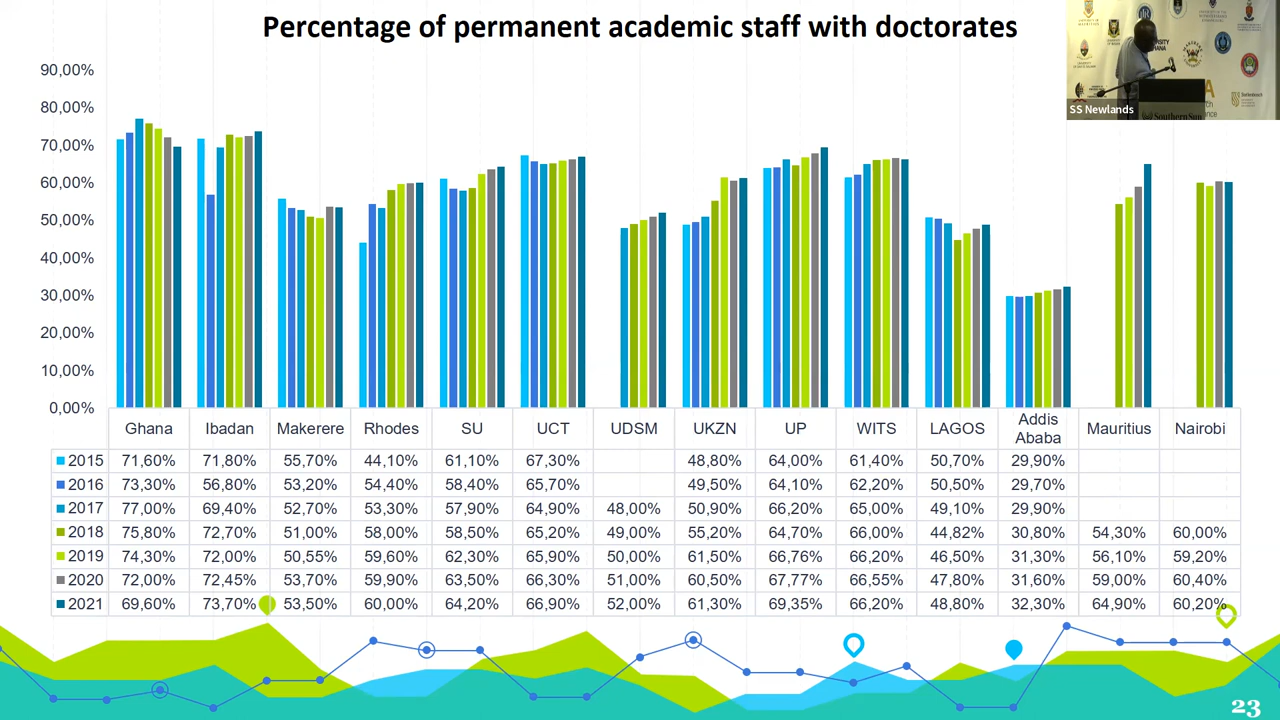 Percentage of permanent academic staff with doctorates
SS Newlands
90,00%
80,00%
70,00%
60,00%
50,00%
40,00%
30,00%
20,00%
10,00%
0,00%
Ghana Ibadan Makerere Rhodes SU UCT UDSM UKZN UP WITS LAGOS Addis Ababa Mauritius Nairobi
2015 71,60% 71,80% 55,70% 44,10% 61,10% 67,30% 48,80% 64,00% 61,40% 50,70% 29,90%
2016 73,30% 56,80% 53,20% 54,40% 58,40% 65,70% 49,50% 64,10% 62,20% 50,50% 29,70%
2017 77,00% 69,40% 52,70% 53,30% 57,90% 64,90% 48,00% 50,90% 66,20% 65,00% 49,10% 29,90%
2018 75,80% 72,70% 51,00% 58,00% 58,50% 65,20% 49,00% 55,20% 64,70% 66,00% 44,82% 30,80% 54,30% 60,00%
2019 74,30% 72,00% 50,55% 59,60% 62,30% 65,90% 50,00% 61,50% 66,76% 66,20% 46,50% 31,30% 56,10% 59,20%
2020 72,00% 72,45% 53,70% 59,90% 63,50% 66,30% 51,00% 60,50% 67,77% 66,55% 47,80% 31,60% 59,00% 60,40%
2021 69,60% 73,70% 53,50% 60,00% 64,20% 66,90% 52,00% 61,30% 69,35% 66,20% 48,80% 32,30% 64,90% 60,20%
23